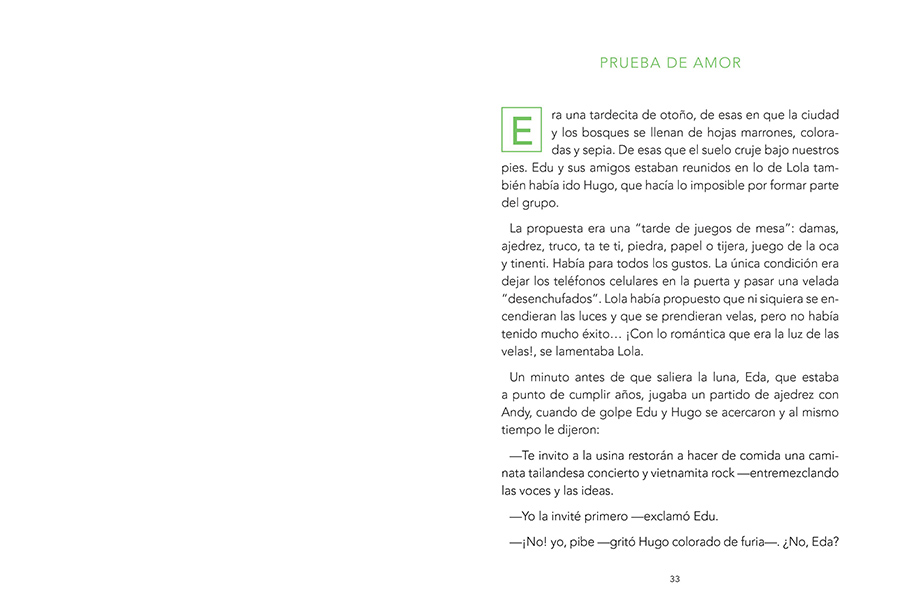 PRUEBA DE AMOR
Era una tardecita de otoño, de esas en que la ciudad
y los bosques se llenan de hojas marrones, colora-
das y sepia. De esas que el suelo cruje bajo nuestros
pies. Edu y sus amigos estaban reunidos en lo de Lola tam-
bién había ido Hugo, que hacía lo imposible por formar parte
del grupo.
La propuesta era una “tarde de juegos de mesa”: damas,
ajedrez, truco, ta te ti, piedra, papel o tijera, juego de la oca
y tinenti. Había para todos los gustos. La única condición era
dejar los teléfonos celulares en la puerta y pasar una velada
“desenchufados”. Lola había propuesto que ni siquiera se en-
cendieran las luces y que se prendieran velas, pero no había
tenido mucho éxito… ¡Con lo romántica que era la luz de las
velas!, se lamentaba Lola.
Un minuto antes de que saliera la luna, Eda, que estaba
a punto de cumplir años, jugaba un partido de ajedrez con
Andy, cuando de golpe Edu y Hugo se acercaron y al mismo
tiempo le dijeron:
—Te invito a la usina restorán a hacer de comida una cami-
nata tailandesa concierto y vietnamita rock —entremezclando
las voces y las ideas.
—Yo la invité primero —exclamó Edu.
—¡No! yo, pibe —gritó Hugo colorado de furia—. ¿No, Eda?
33